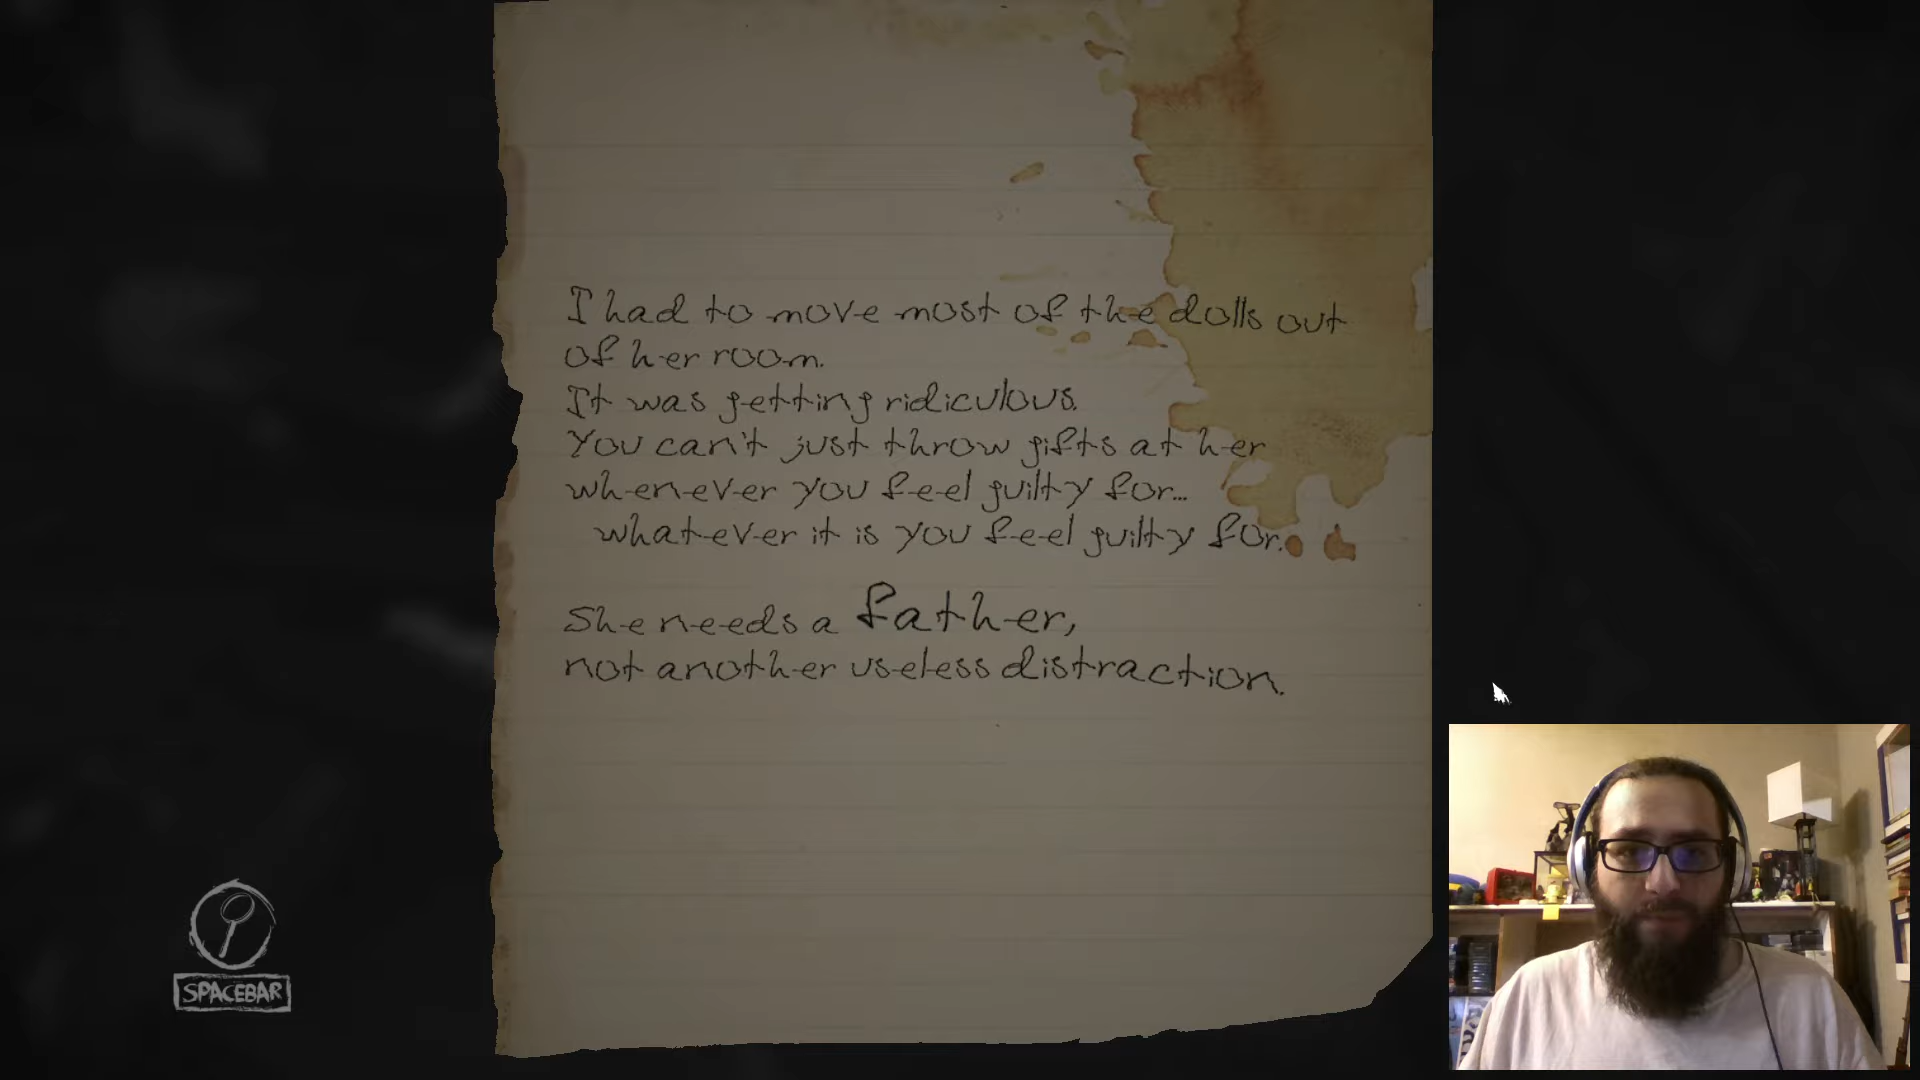 I had to move most of the dolls out
of her room.
It was getting ridiculous.
You can't just throw gifts at her
whenever you feel guilty for...
whatever it is you feel guilty for.
She needs a father,
not another useless distraction.
SPACEBAR